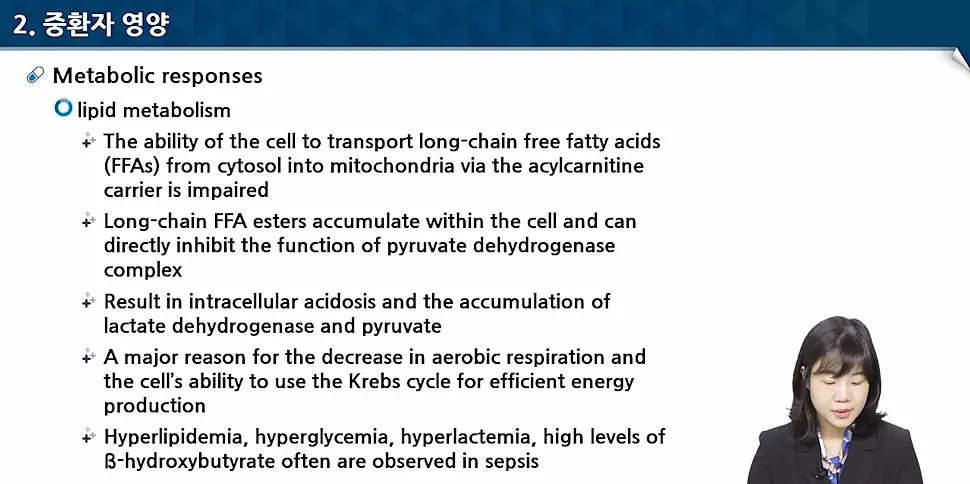 2. 중환자 영양
Metabolic responses
lipid metabolism
The ability of the cell to transport long-chain free fatty acids
(FFAs) from cytosol into mitochondria via the acylcarnitine
carrier is impaired
Long-chain FFA esters accumulate within the cell and can
directly inhibit the function of pyruvate dehydrogenase
complex
Result in intracellular acidosis and the accumulation of
lactate dehydrogenase and pyruvate
A major reason for the decrease in aerobic respiration and
the cell's ability to use the Krebs cycle for efficient energy
production
Hyperlipidemia, hyperglycemia, hyperlactemia, high levels of
ß-hydroxybutyrate often are observed in sepsis